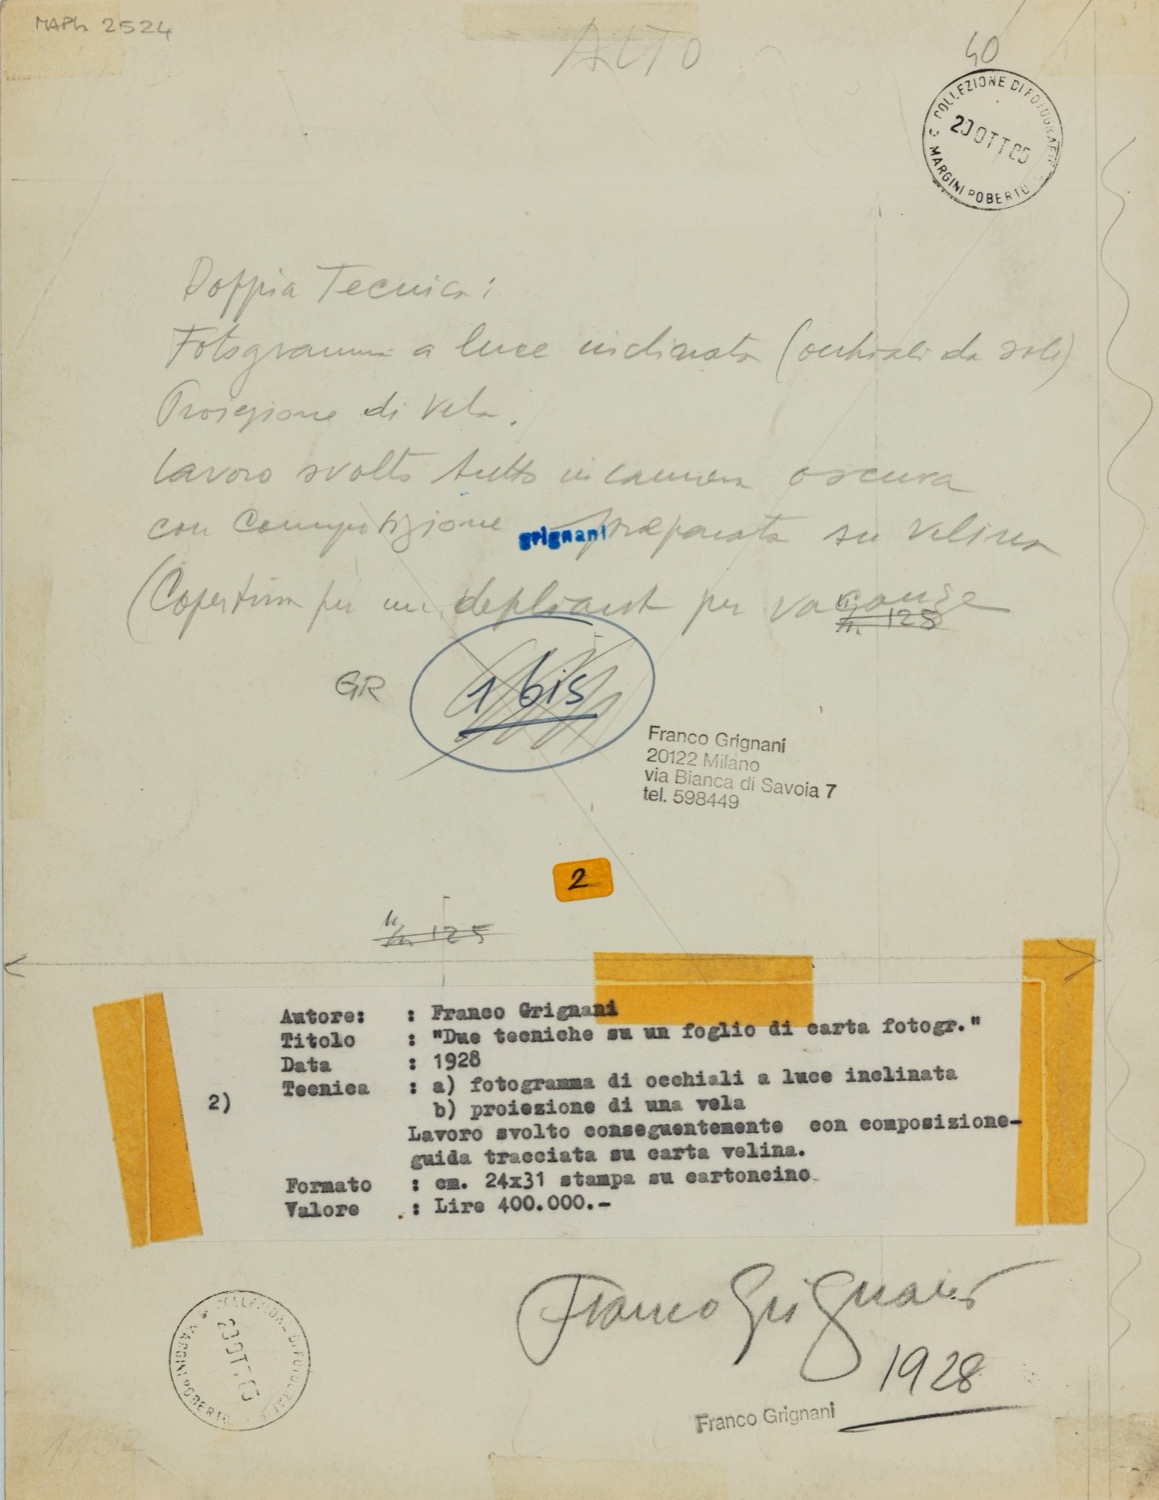 MAPh 2524
ALTO
40
COLLEZIONE DI FOTOGRAFIE
MARGINI ROBERTO
Doppia Tecnica:
Fotogramma a luce inclinata (occhiali da sole)
Proiezione di Vela.
Lavoro svolto tutto in camera oscura
con Composizione preparata su Velina
grignani
(Copertina per un depliant per vacanze
n. 125
GR
1 bis
Franco Grignani
20122 Milano
via Bianca di Savoia 7
tel. 598449
2
n. 125
Autore: : Franco Grignani
Titolo : "Due tecniche su un foglio di carta fotogr."
Data : 1928
Tecnica : a) fotogramma di occhiali a luce inclinata
2)
b) proiezione di una vela
Lavoro svolto conseguentemente con composizione-
guida tracciata su carta velina.
Formato : cm. 24x31 stampa su cartoncino.
Valore : Lire 400.000.-
Franco Grignani
1928
Franco Grignani